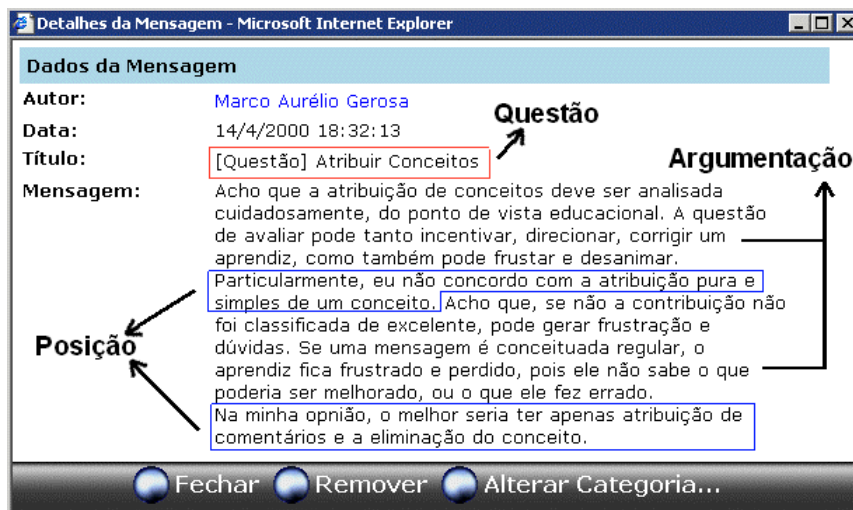 Detalhes da Mensagem - Microsoft Internet Explorer
Dados da Mensagem
Autor: Marco Aurélio Gerosa
Questão
Data: 14/4/2000 18:32:13
Título: [Questão] Atribuir Conceitos
Argumentação
Mensagem: Acho que a atribuição de conceitos deve ser analisada
cuidadosamente, do ponto de vista educacional. A questão
de avaliar pode tanto incentivar, direcionar, corrigir um
aprendiz, como também pode frustar e desanimar.
Particularmente, eu não concordo com a atribuição pura e
simples de um conceito. Acho que, se não a contribuição não
foi classificada de excelente, pode gerar frustração e
Posição
dúvidas. Se uma mensagem é conceituada regular, o
aprendiz fica frustrado e perdido, pois ele não sabe o que
poderia ser melhorado, ou o que ele fez errado.
Na minha opnião, o melhor seria ter apenas atribuição de
comentários e a eliminação do conceito.
Fechar Remover Alterar Categoria...